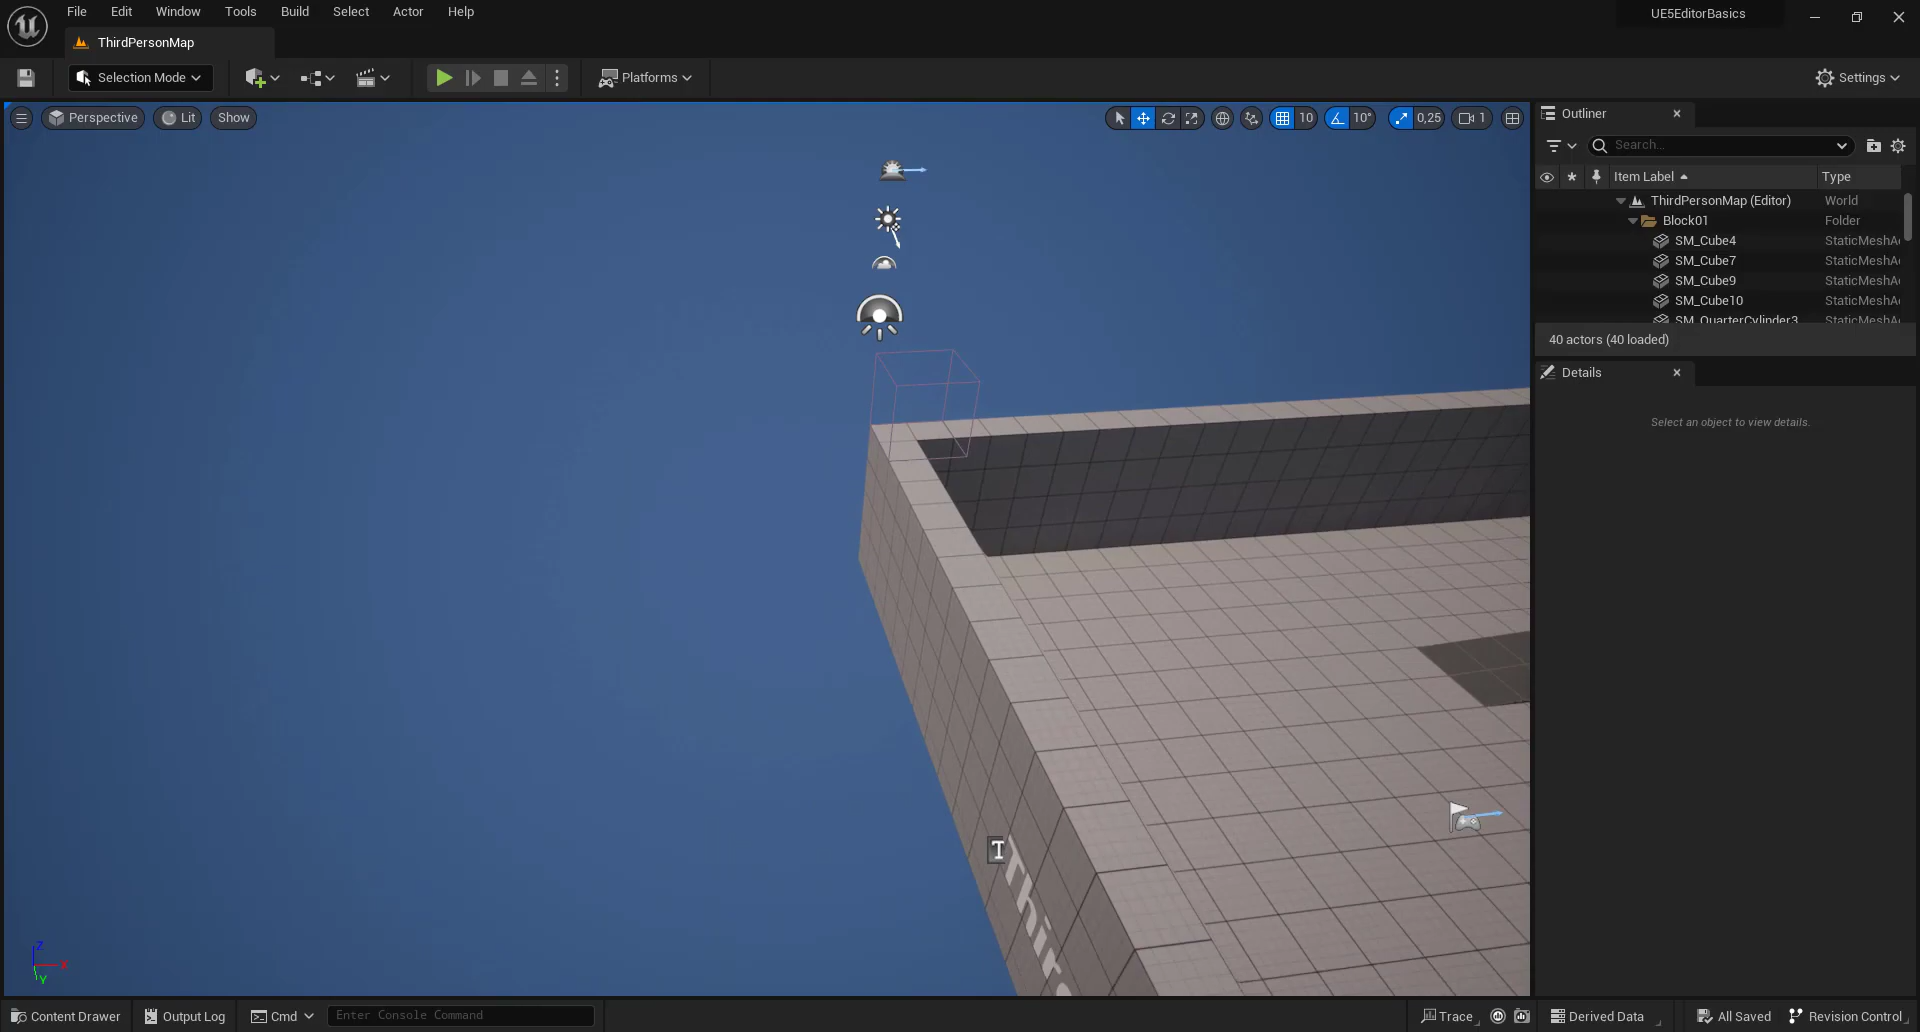 File Edit Window Tools Build Select Actor Help
UE5EditorBasics
ThirdPersonMap
Selection Mode
Platforms
Settings
Perspective
Lit
Show
10
10°
0,25
1
Outliner
Search...
Item Label
Type
ThirdPersonMap (Editor) World
Block01 Folder
SM_Cube4 StaticMeshA
SM_Cube7 StaticMeshA
SM_Cube9 StaticMeshA
SM_Cube10 StaticMeshA
SM_QuarterCylinder3 StaticMeshA
40 actors (40 loaded)
Details
Select an object to view details.
T
Thir
Z
X
Y
Content Drawer
Output Log
Cmd
Enter Console Command
Trace
Derived Data
All Saved
Revision Control